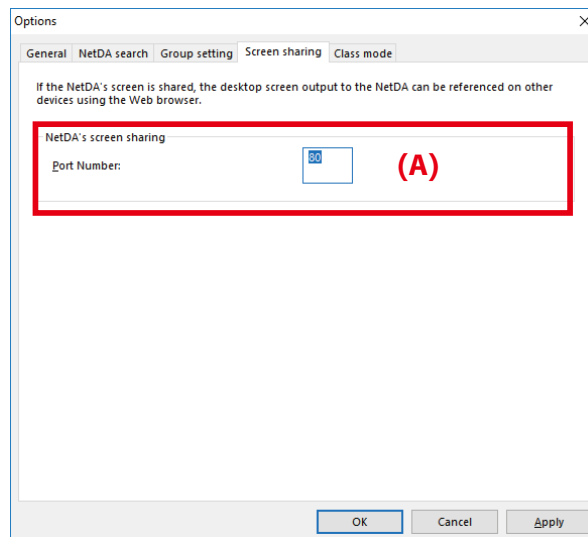 Options
General NetDA search Group setting Screen sharing Class mode
If the NetDA's screen is shared, the desktop screen output to the NetDA can be referenced on other
devices using the Web browser.
NetDA's screen sharing
Port Number:
80
(A)
OK Cancel Apply